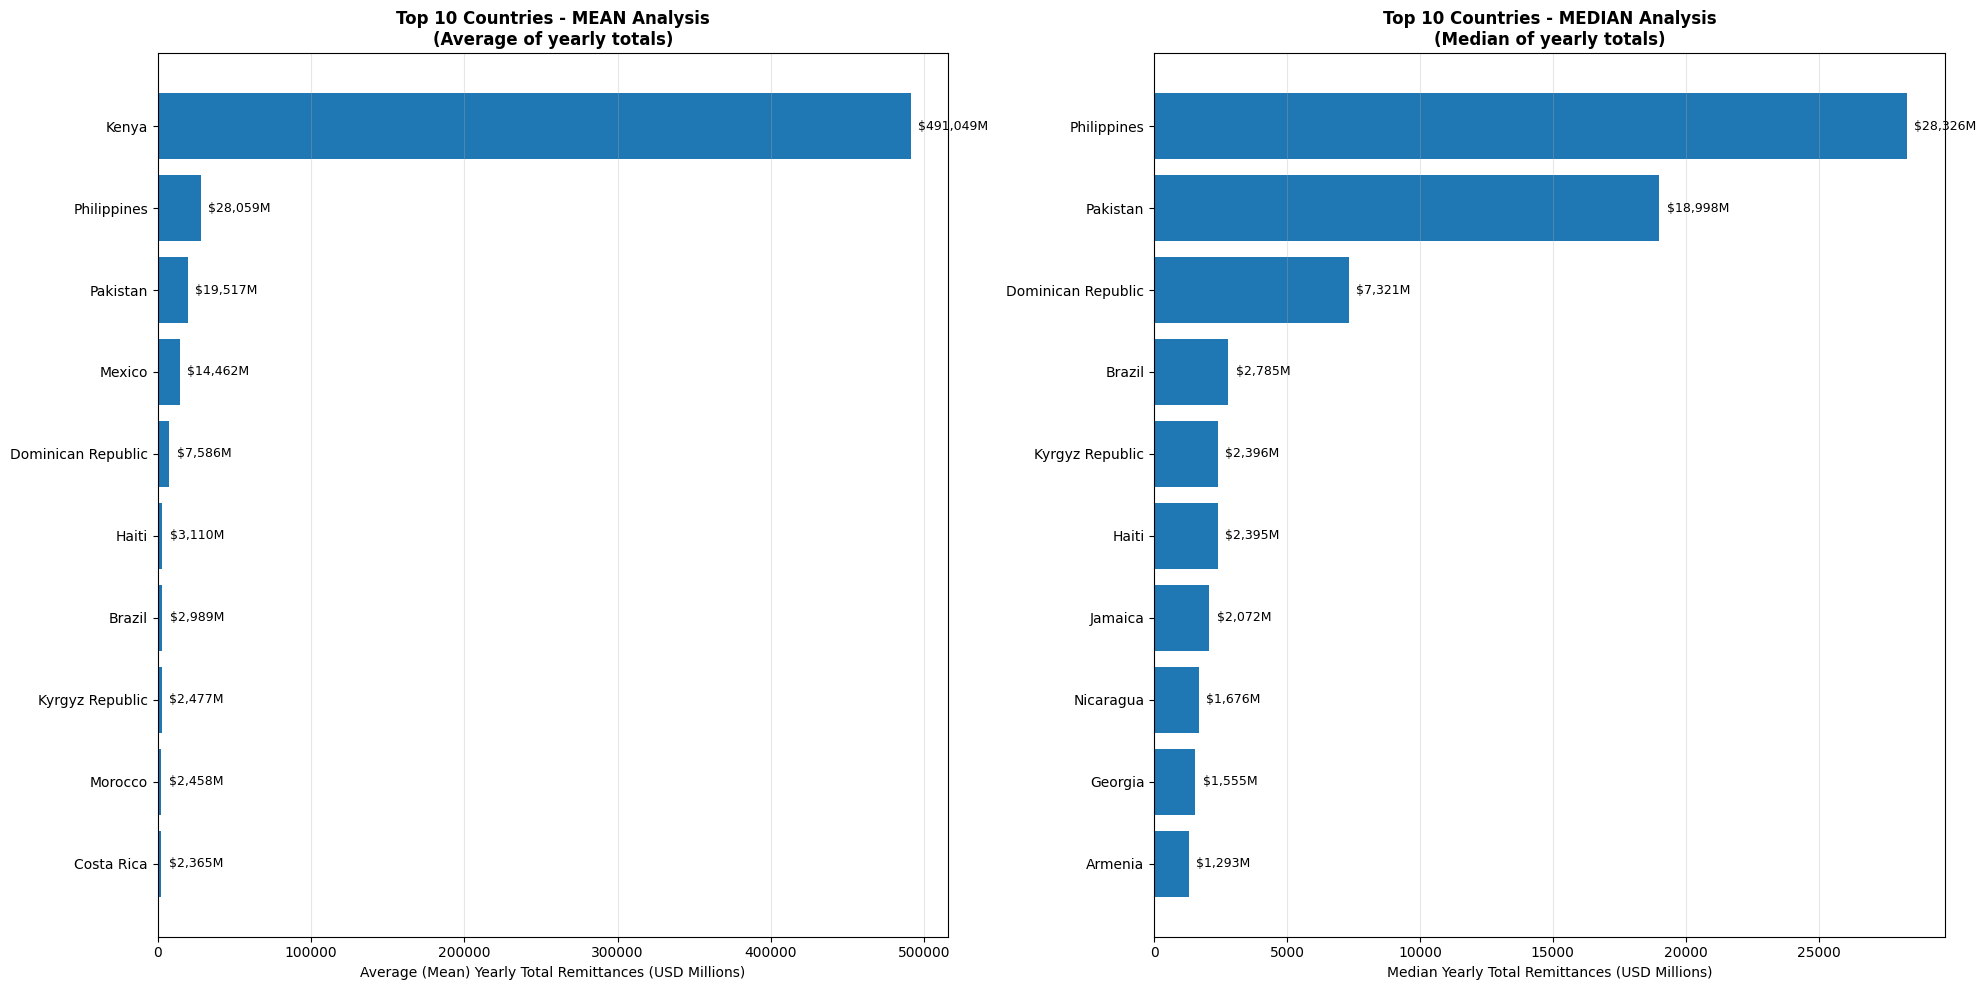 Top 10 Countries - MEAN Analysis
(Average of yearly totals)
Kenya
$491,049M
Philippines
$28,059M
Pakistan
$19,517M
Mexico
$14,462M
Dominican Republic
$7,586M
Haiti
$3,110M
Brazil
$2,989M
Kyrgyz Republic
$2,477M
Morocco
$2,458M
Costa Rica
$2,365M
0 100000 200000 300000 400000 500000
Average (Mean) Yearly Total Remittances (USD Millions)
Top 10 Countries - MEDIAN Analysis
(Median of yearly totals)
Philippines
$28,326M
Pakistan
$18,998M
Dominican Republic
$7,321M
Brazil
$2,785M
Kyrgyz Republic
$2,396M
Haiti
$2,395M
Jamaica
$2,072M
Nicaragua
$1,676M
Georgia
$1,555M
Armenia
$1,293M
0 5000 10000 15000 20000 25000
Median Yearly Total Remittances (USD Millions)